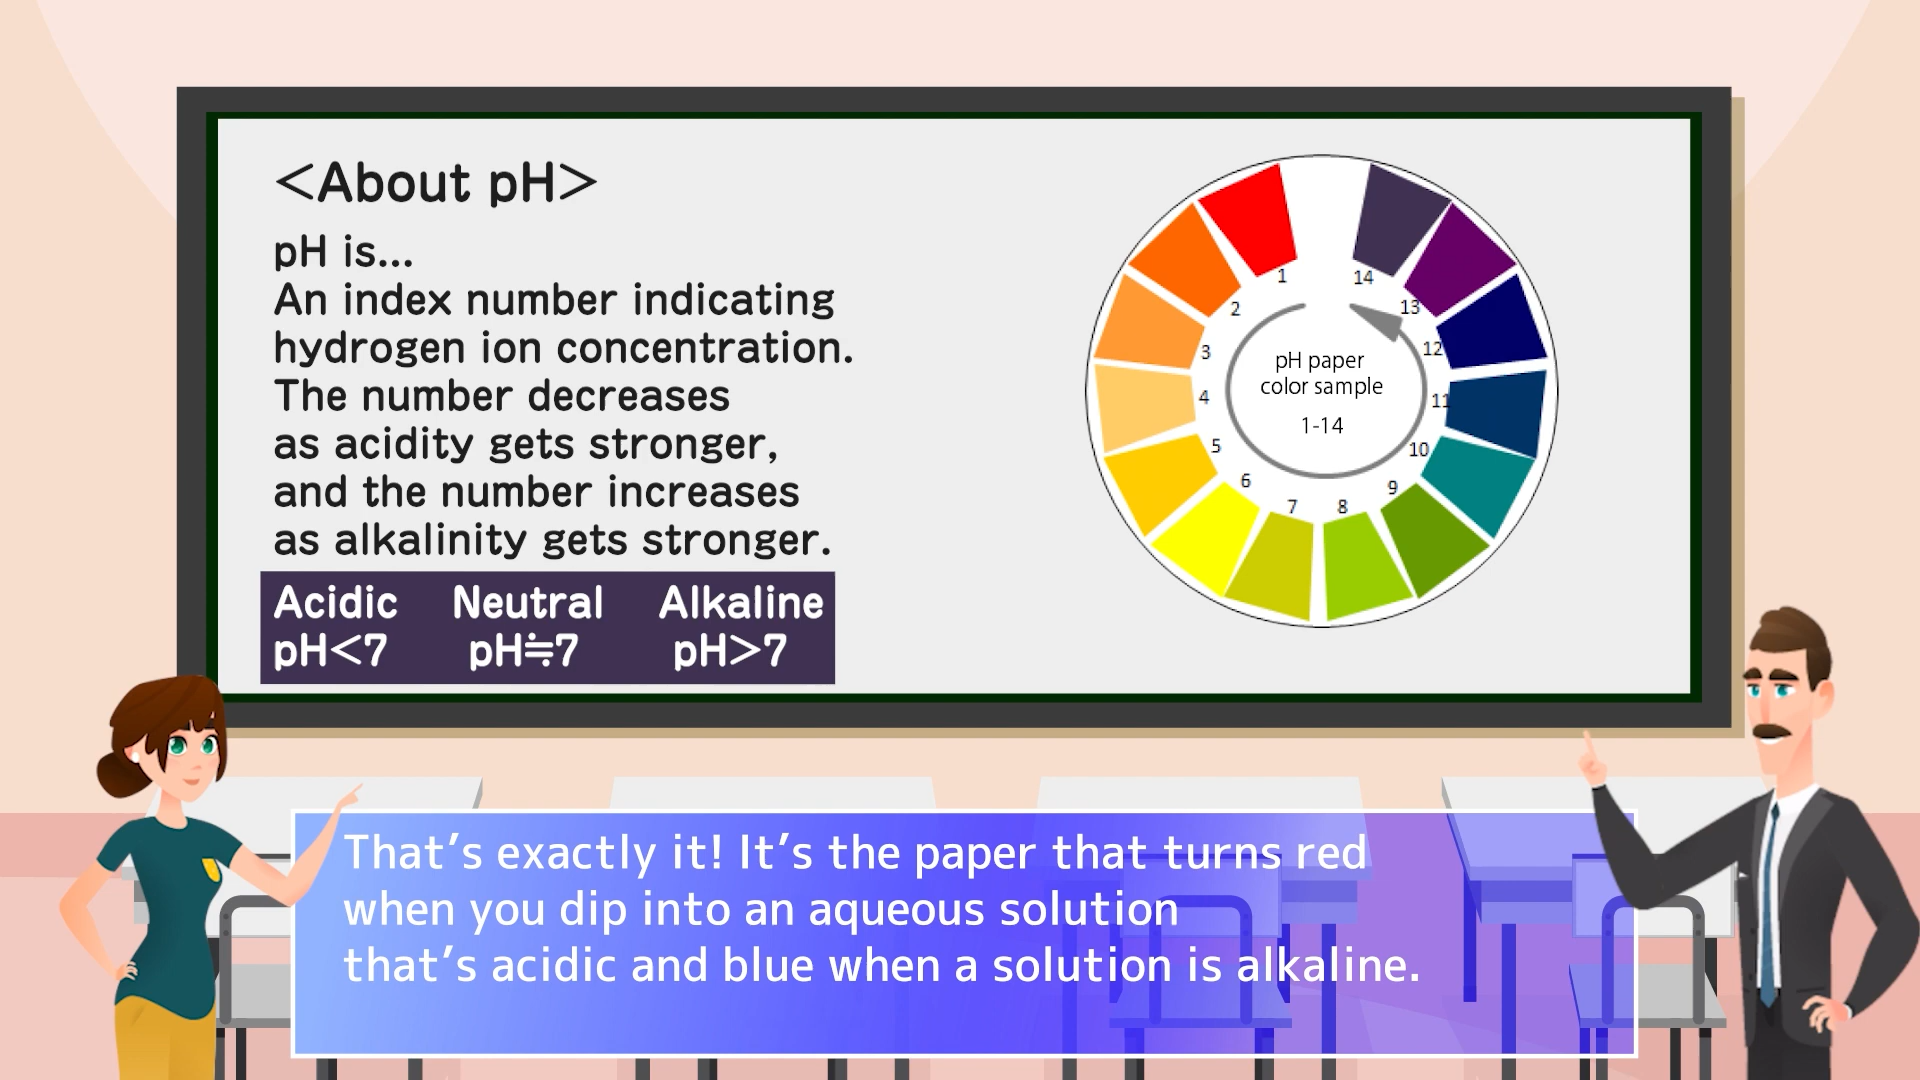 <About pH>
pH is...
An index number indicating
hydrogen ion concentration.
The number decreases
as acidity gets stronger,
and the number increases
as alkalinity gets stronger.
Acidic Neutral Alkaline
pH<7 pH≒7 pH>7
1
2
3
4
5
6
7
8
9
10
11
12
13
14
pH paper
color sample
1-14
That's exactly it! It's the paper that turns red
when you dip into an aqueous solution
that's acidic and blue when a solution is alkaline.